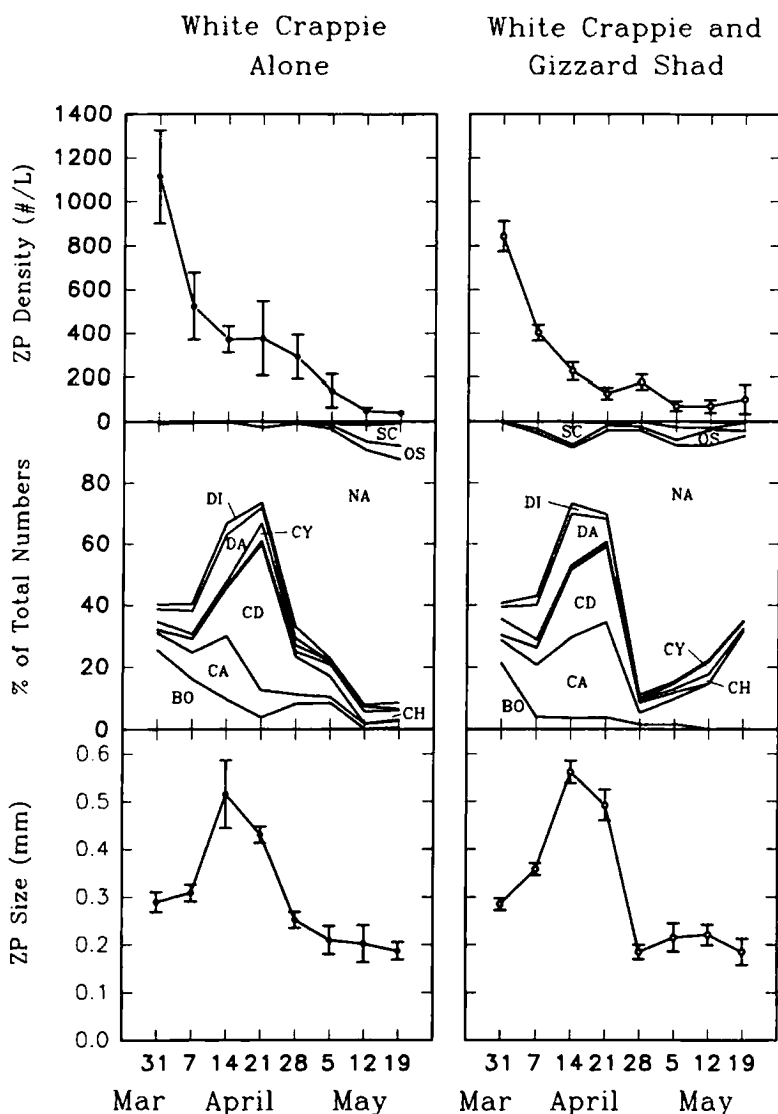 White Crappie
Alone
White Crappie and
Gizzard Shad
ZP Density (#/L)
1400
1200
1000
800
600
400
200
0
% of Total Numbers
80
60
40
20
0
SC
OS
NA
DI
DA
CY
CD
CA
BO
CH
SC
OS
NA
DI
DA
CD
CY
CA
BO
CH
ZP Size (mm)
0.6
0.5
0.4
0.3
0.2
0.1
0.0
31 7 14 21 28 5 12 19
Mar April May
31 7 14 21 28 5 12 19
Mar April May